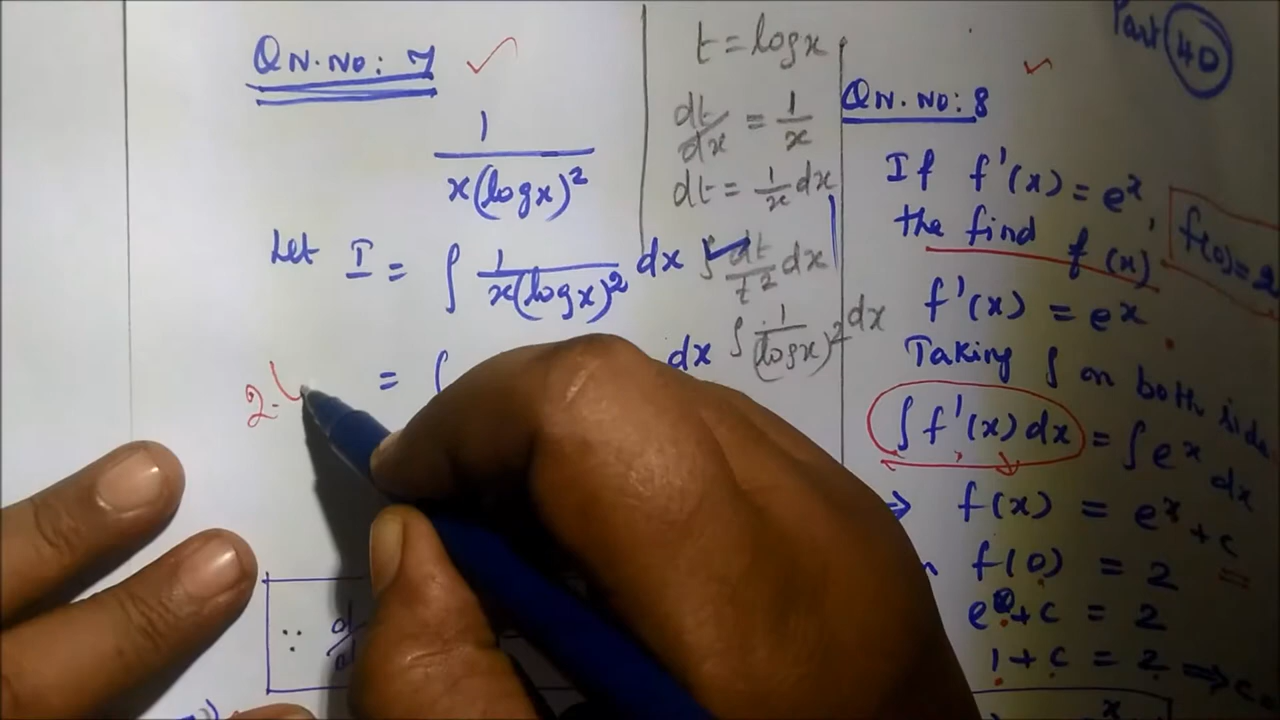 Part 40
QN.NO: 7
1
x(logx)²
Let I = ∫ 1/x(logx)² dx
= ∫ dx
2.
∵ d
t = logx
dt/dx = 1/x
dt = 1/x dx
∫ dt/t² dx
∫ 1/(logx)² dx
QN.NO: 8
If f'(x) = eˣ, f(0)=2
the find f(x)
f'(x) = eˣ
Taking ∫ on both side
∫ f'(x) dx = ∫ eˣ dx
⇒ f(x) = eˣ + c
f(0) = 2
e⁰ + c = 2
1 + c = 2 ⇒ c
x